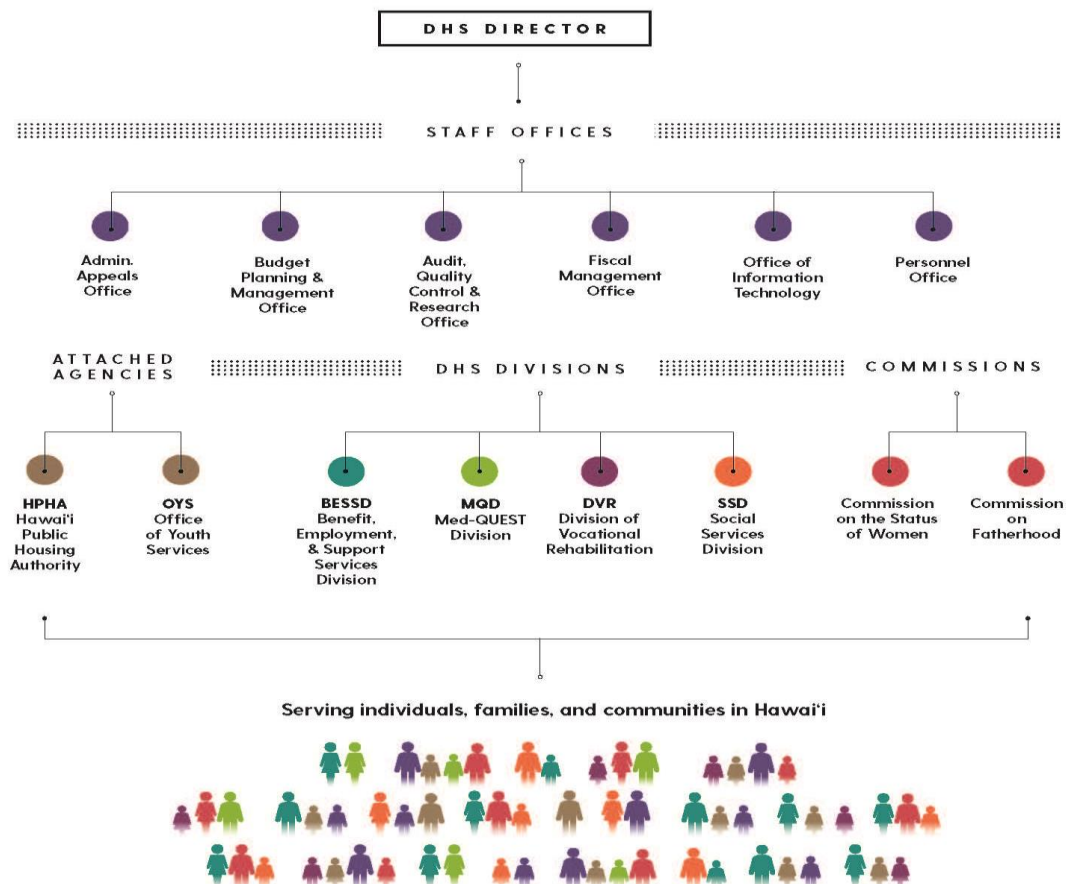 DHS DIRECTOR
STAFF OFFICES
Admin.
Appeals
Office
Budget
Planning &
Management
Office
Audit,
Quality
Control &
Research
Office
Fiscal
Management
Office
Office of
Information
Technology
Personnel
Office
ATTACHED
AGENCIES
DHS DIVISIONS
COMMISSIONS
HPHA
Hawai‘i
Public
Housing
Authority
OYS
Office
of Youth
Services
BESSD
Benefit,
Employment,
& Support
Services
Division
MQD
Med-QUEST
Division
DVR
Division of
Vocational
Rehabilitation
SSD
Social
Services
Division
Commission
on the Status
of Women
Commission
on
Fatherhood
Serving individuals, families, and communities in Hawai‘i